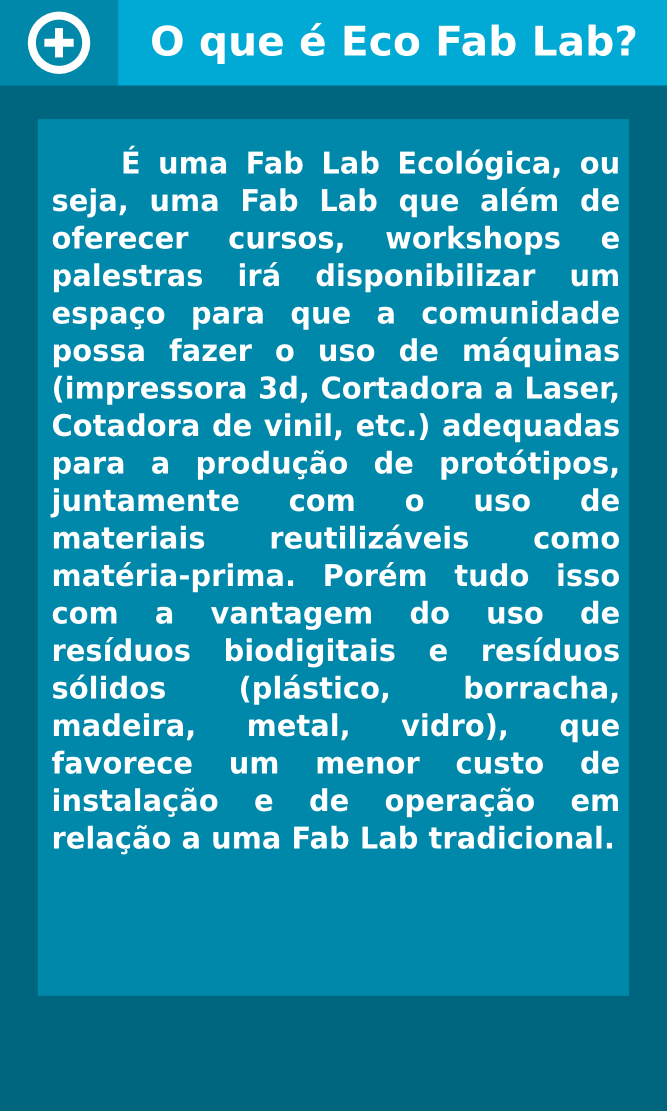 O que é Eco Fab Lab?
É uma Fab Lab Ecológica, ou
seja, uma Fab Lab que além de
oferecer cursos, workshops e
palestras irá disponibilizar um
espaço para que a comunidade
possa fazer o uso de máquinas
(impressora 3d, Cortadora a Laser,
Cotadora de vinil, etc.) adequadas
para a produção de protótipos,
juntamente com o uso de
materiais reutilizáveis como
matéria-prima. Porém tudo isso
com a vantagem do uso de
resíduos biodigitais e resíduos
sólidos (plástico, borracha,
madeira, metal, vidro), que
favorece um menor custo de
instalação e de operação em
relação a uma Fab Lab tradicional.